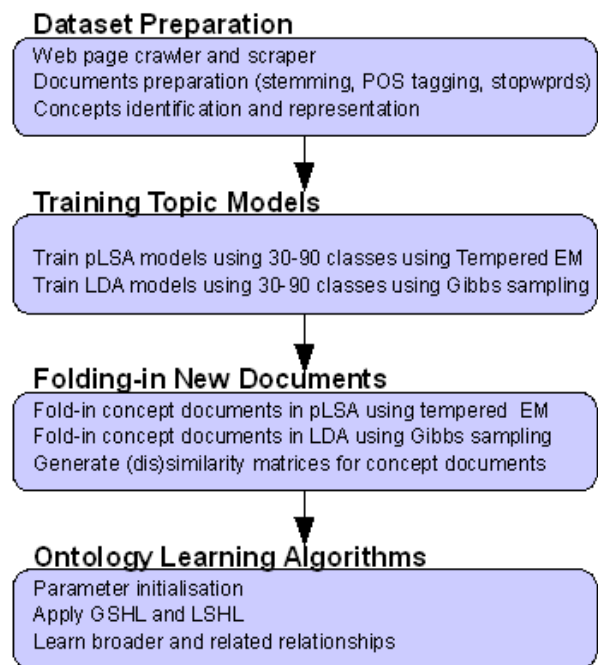 Dataset Preparation
Web page crawler and scraper
Documents preparation (stemming, POS tagging, stopwprds)
Concepts identification and representation
Training Topic Models
Train pLSA models using 30-90 classes using Tempered EM
Train LDA models using 30-90 classes using Gibbs sampling
Folding-in New Documents
Fold-in concept documents in pLSA using tempered EM
Fold-in concept documents in LDA using Gibbs sampling
Generate (dis)similarity matrices for concept documents
Ontology Learning Algorithms
Parameter initialisation
Apply GSHL and LSHL
Learn broader and related relationships